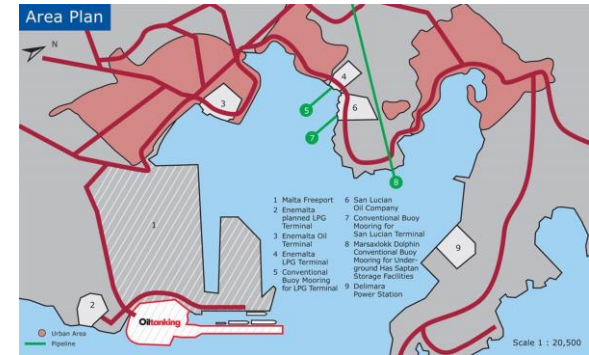 Area Plan
N
4
3
5
6
7
8
1 Malta Freeport
2 Enemalta
planned LPG
Terminal
3 Enemalta Oil
Terminal
4 Enemalta
LPG Terminal
5 Conventional
Buoy Mooring
for LPG Terminal
6 San Lucian
Oil Company
7 Conventional Buoy
Mooring for
San Lucian Terminal
8 Marsaxlokk Dolphin
Conventional Buoy
Mooring for Under-
ground Has Saptan
Storage Facilities
9 Delimara
Power Station
1
9
2
Oiltanking
Urban Area
Pipeline
Scale 1 : 20,500